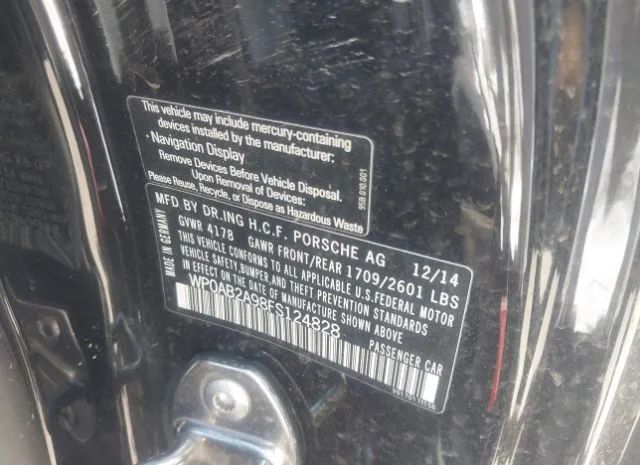 This vehicle may include mercury-containing
devices installed by the manufacturer:
· Navigation Display
Remove Devices Before Vehicle Disposal.
Upon Removal of Devices:
Please Reuse, Recycle, or Dispose as Hazardous Waste
958.010.001
MFD BY DR.ING H.C.F. PORSCHE AG 12/14
GVWR 4178 GAWR FRONT/REAR 1709/2601 LBS
THIS VEHICLE CONFORMS TO ALL APPLICABLE U.S.FEDERAL MOTOR
VEHICLE SAFETY,BUMPER,AND THEFT PREVENTION STANDARDS
IN EFFECT ON THE DATE OF MANUFACTURE SHOWN ABOVE
WP0AB2A98FS124828 PASSENGER CAR
MADE IN GERMANY